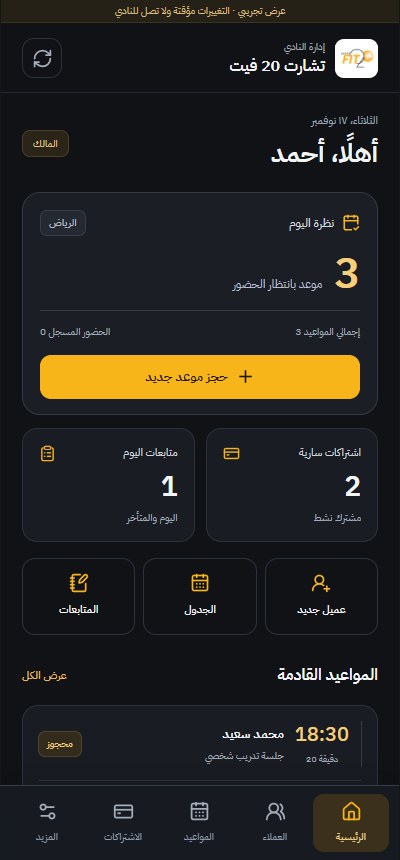 عرض تجريبي · التغييرات مؤقتة ولا تصل للنادي
إدارة النادي
تشارت 20 فيت
FIT 20
الثلاثاء، ١٧ نوفمبر
أهلًا، أحمد
المالك
نظرة اليوم
الرياض
3 موعد بانتظار الحضور
إجمالي المواعيد 3
الحضور المسجل 0
+ حجز موعد جديد
اشتراكات سارية
2
مشترك نشط
متابعات اليوم
1
اليوم والمتأخر
عميل جديد
الجدول
المتابعات
المواعيد القادمة
عرض الكل
18:30
20 دقيقة
محمد سعيد
جلسة تدريب شخصي
محجوز
الرئيسية
العملاء
المواعيد
الاشتراكات
المزيد